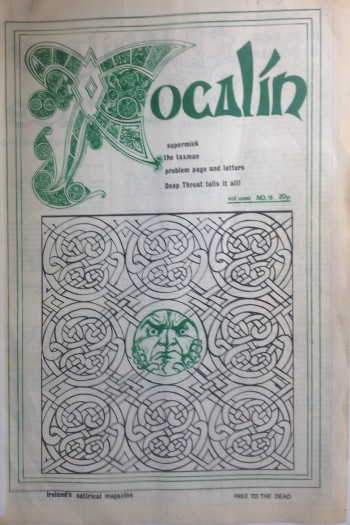 Xocalín
supermick
the taxman
problem page and letters
Deep Throat tells it all!
vol NO. 11 20p
Ireland's satirical magazine
FREE TO THE DEAD